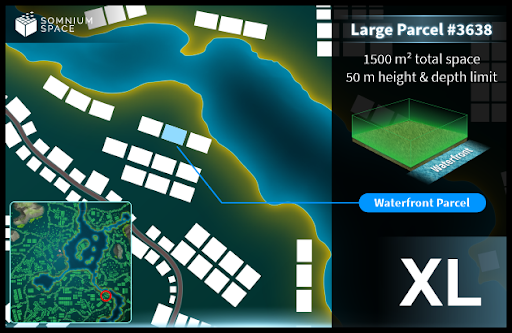 SOMNIUM
SPACE
Large Parcel #3638
1500 m² total space
50 m height & depth limit
Waterfront
Waterfront Parcel
XL